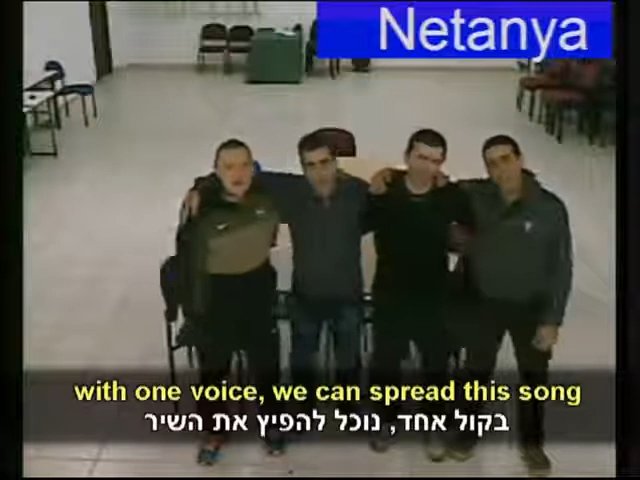 Netanya
with one voice, we can spread this song
בקול אחד, נוכל להפיץ את השיר